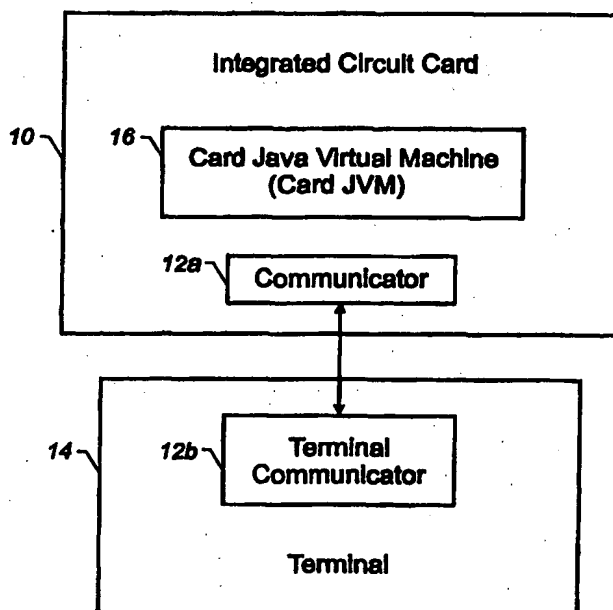 Integrated Circuit Card
10
16
Card Java Virtual Machine
(Card JVM)
12a
Communicator
14
12b
Terminal
Communicator
Terminal